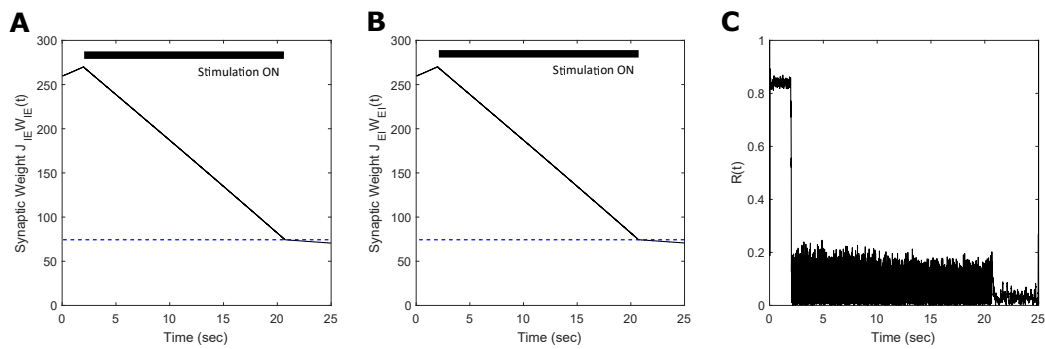 A
B
C
Synaptic Weight J_IE W_IE(t)
300
250
200
150
100
50
0
Stimulation ON
0 5 10 15 20 25
Time (sec)
Synaptic Weight J_EI W_EI(t)
300
250
200
150
100
50
0
Stimulation ON
0 5 10 15 20 25
Time (sec)
R(t)
1
0.8
0.6
0.4
0.2
0
0 5 10 15 20 25
Time (sec)